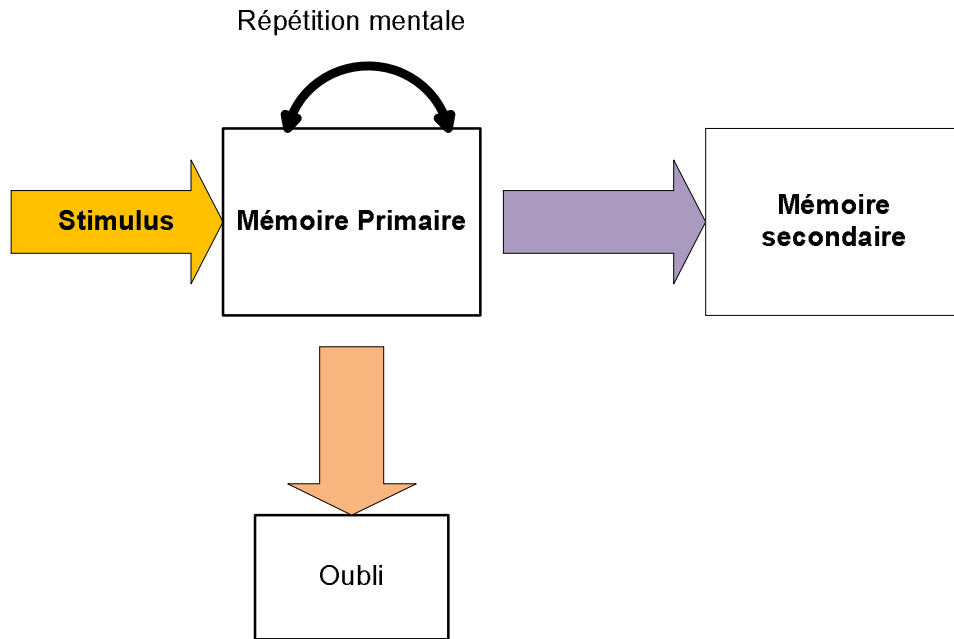 Répétition mentale
Stimulus
Mémoire Primaire
Mémoire
secondaire
Oubli